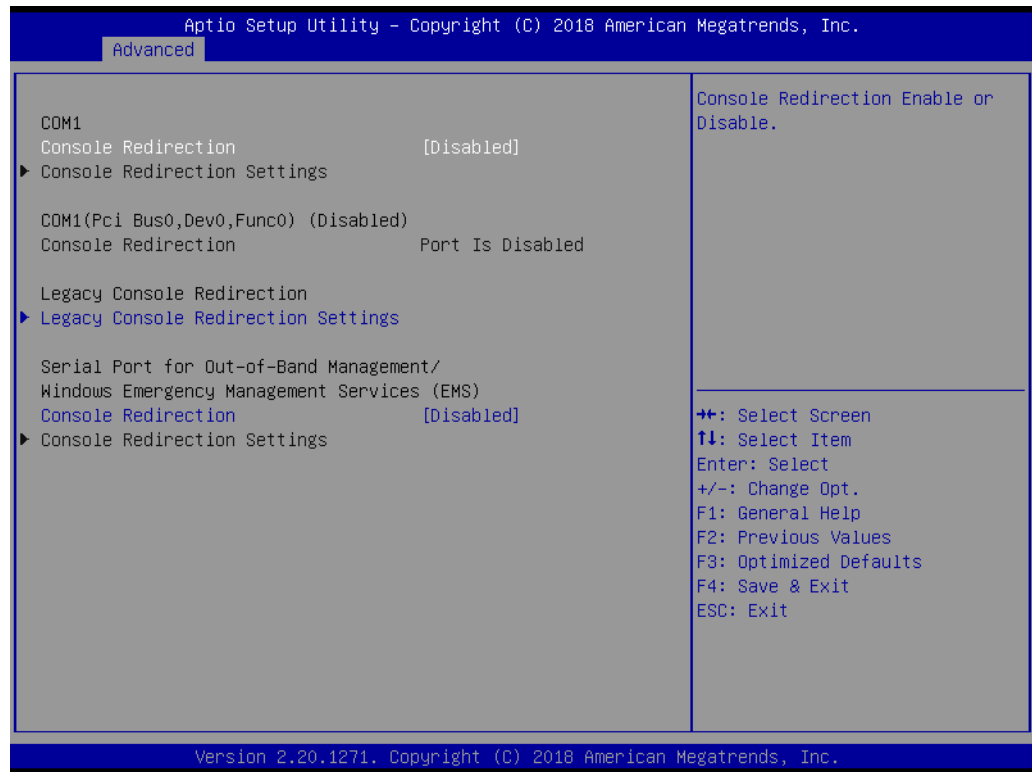 Aptio Setup Utility – Copyright (C) 2018 American Megatrends, Inc.
Advanced
COM1
Console Redirection [Disabled]
Console Redirection Settings
COM1(Pci Bus0,Dev0,Func0) (Disabled)
Console Redirection Port Is Disabled
Legacy Console Redirection
Legacy Console Redirection Settings
Serial Port for Out-of-Band Management/
Windows Emergency Management Services (EMS)
Console Redirection [Disabled]
Console Redirection Settings
Console Redirection Enable or
Disable.
→←: Select Screen
↑↓: Select Item
Enter: Select
+/-: Change Opt.
F1: General Help
F2: Previous Values
F3: Optimized Defaults
F4: Save & Exit
ESC: Exit
Version 2.20.1271. Copyright (C) 2018 American Megatrends, Inc.